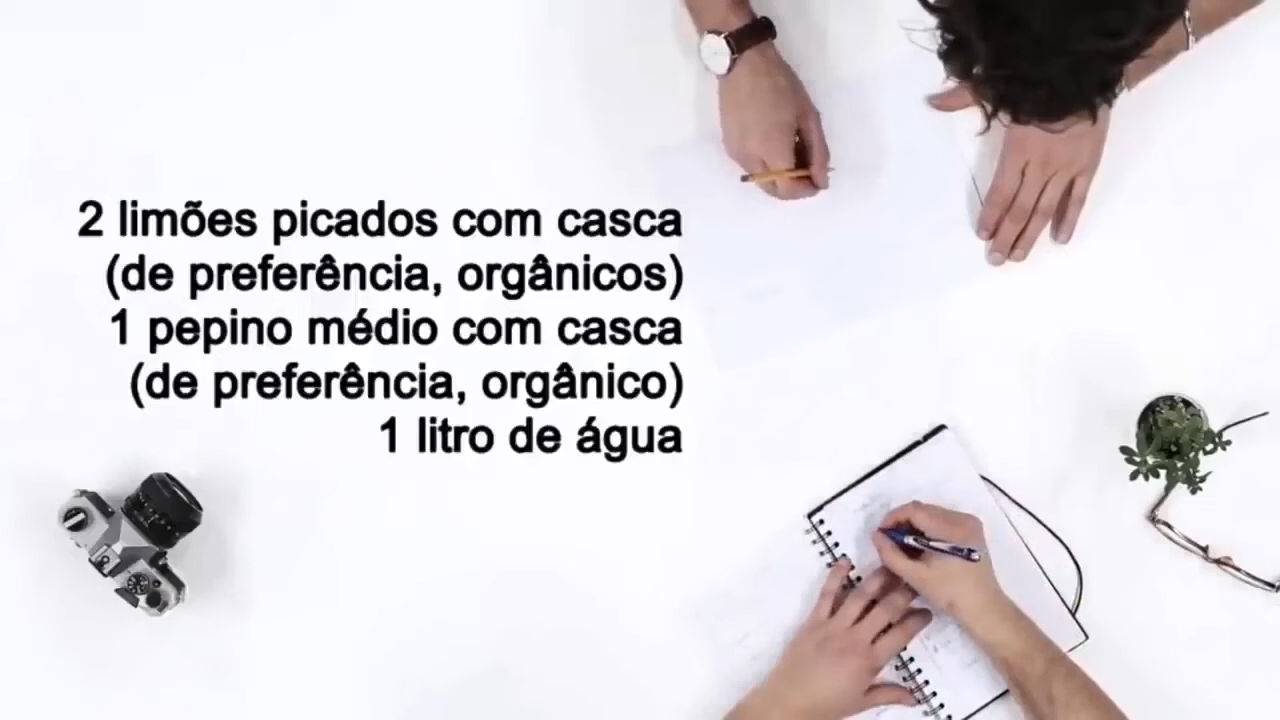 2 limões picados com casca
(de preferência, orgânicos)
1 pepino médio com casca
(de preferência, orgânico)
1 litro de água